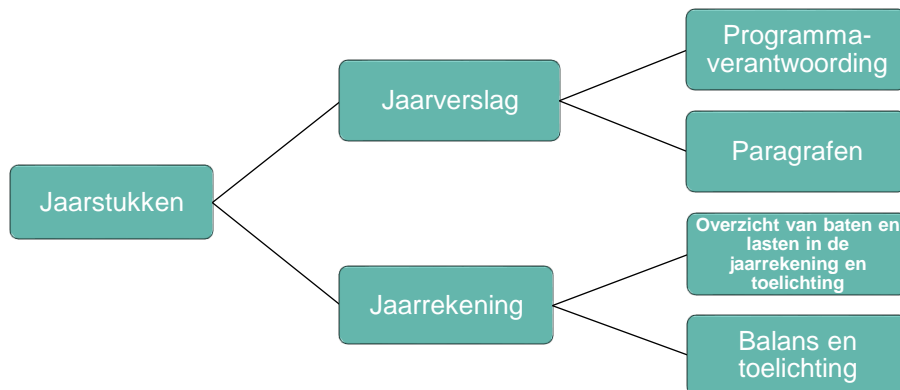 Programma-
verantwoording
Jaarverslag
Paragrafen
Jaarstukken
Overzicht van baten en
lasten in de
jaarrekening en
toelichting
Jaarrekening
Balans en
toelichting